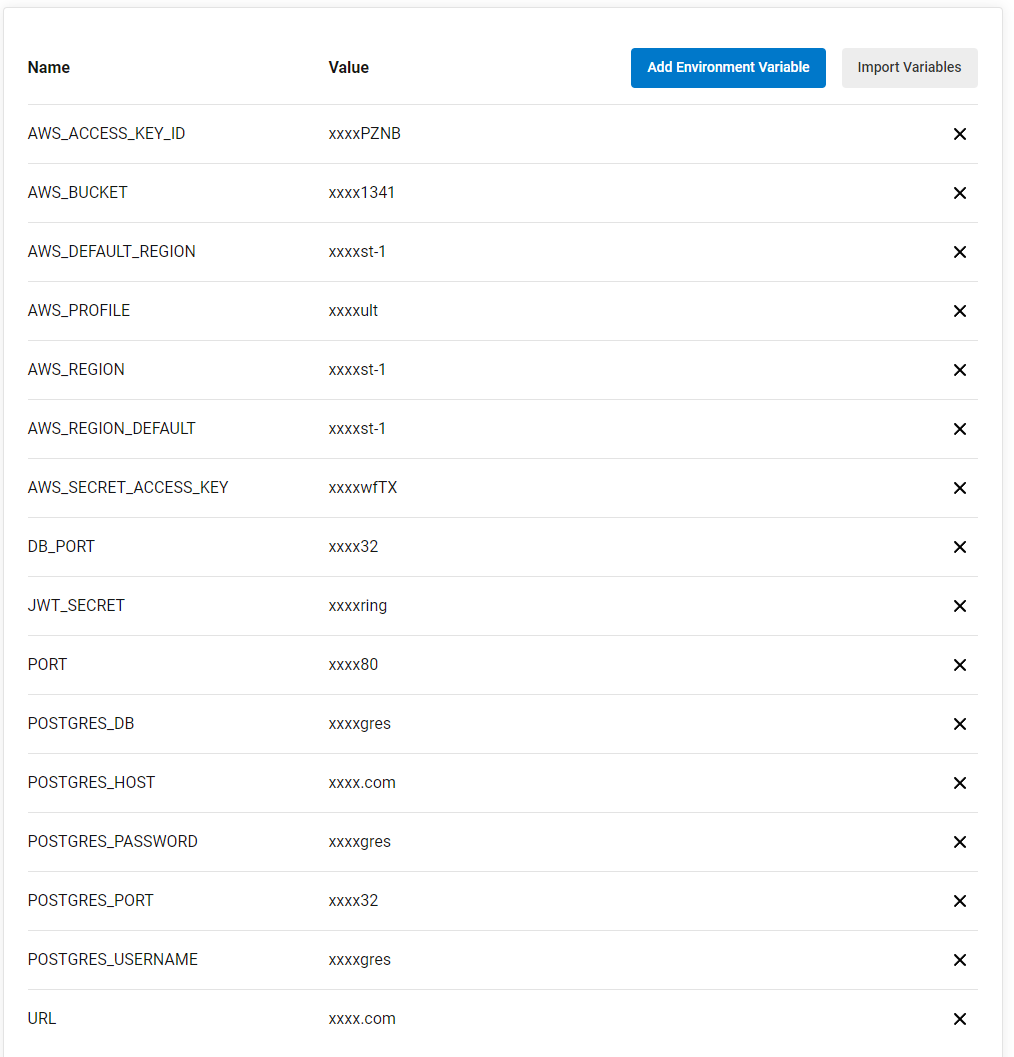 Name Value Add Environment Variable Import Variables
AWS_ACCESS_KEY_ID xxxxPZNB
AWS_BUCKET xxxx1341
AWS_DEFAULT_REGION xxxxst-1
AWS_PROFILE xxxxult
AWS_REGION xxxxst-1
AWS_REGION_DEFAULT xxxxst-1
AWS_SECRET_ACCESS_KEY xxxxwfTX
DB_PORT xxxx32
JWT_SECRET xxxxring
PORT xxxx80
POSTGRES_DB xxxxgres
POSTGRES_HOST xxxx.com
POSTGRES_PASSWORD xxxxgres
POSTGRES_PORT xxxx32
POSTGRES_USERNAME xxxxgres
URL xxxx.com